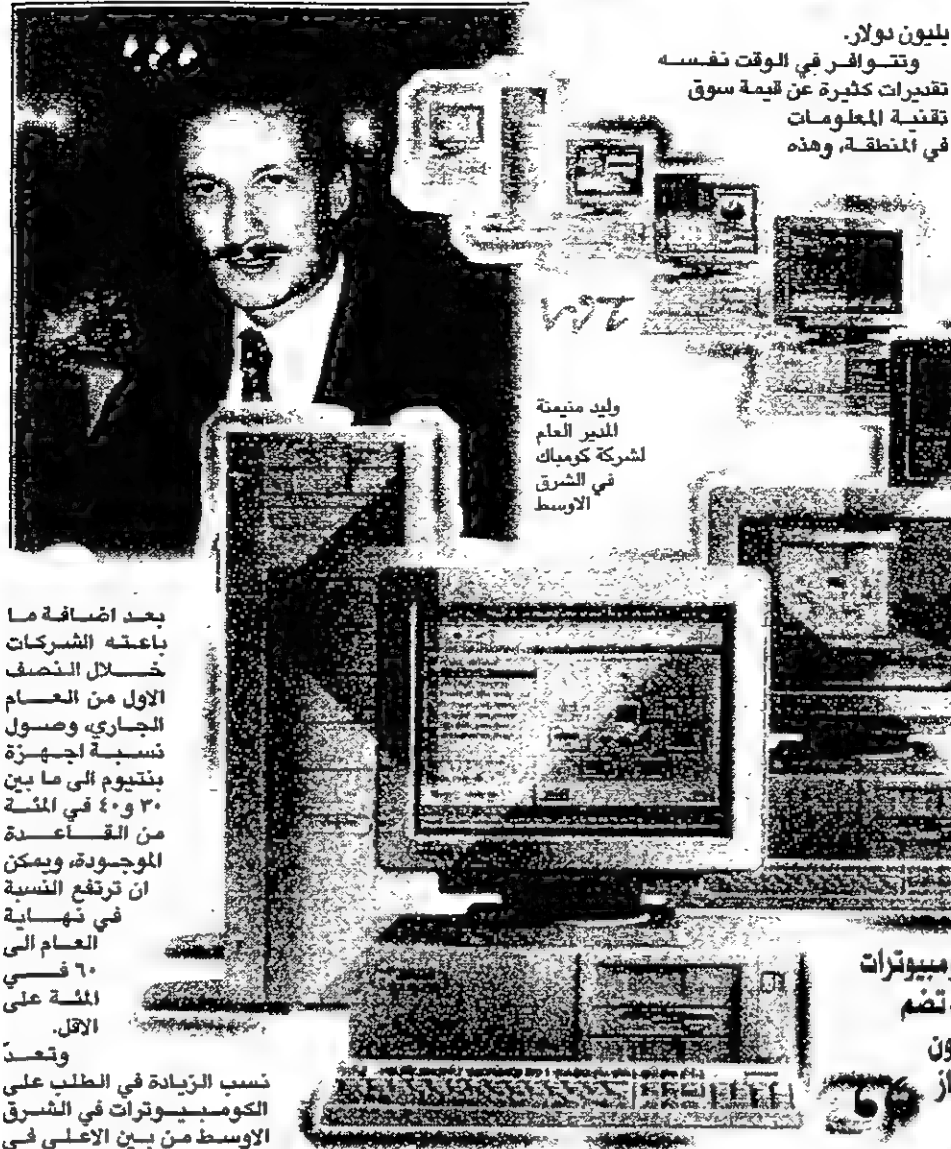 بليون دولار.
وتتوافر في الوقت نفسه
تقديرات كثيرة عن قيمة سوق
تقنية المعلومات
في المنطقة، وهذه
وليد منيمنة
المدير العام
لشركة كومباك
في الشرق
الاوسط
بعد اضافة ما
باعته الشركات
خلال النصف
الاول من العام
الجاري، وصول
نسبة اجهزة
بنتيوم الى ما بين
٣٠ و٤٠ في المئة
من القاعدة
الموجودة، ويمكن
ان ترتفع النسبة
في نهاية
العام الى
٦٠ في
المئة على
الاقل.
وتعدّ
نسب الزيادة في الطلب على
الكومبيوترات في الشرق
الاوسط من بين الاعلى في
ومبيوترات
تضم
ون
از